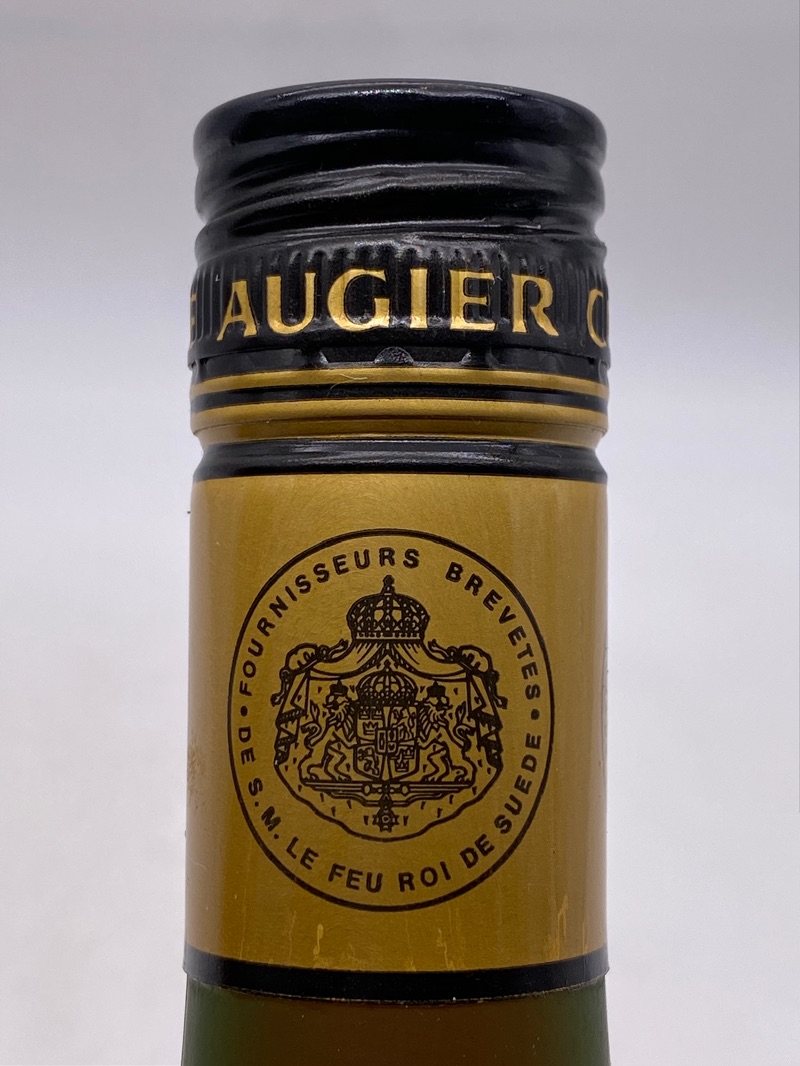 AUGIER
FOURNISSEURS BREVETES
• DE S.M. LE FEU ROI DE SUEDE •